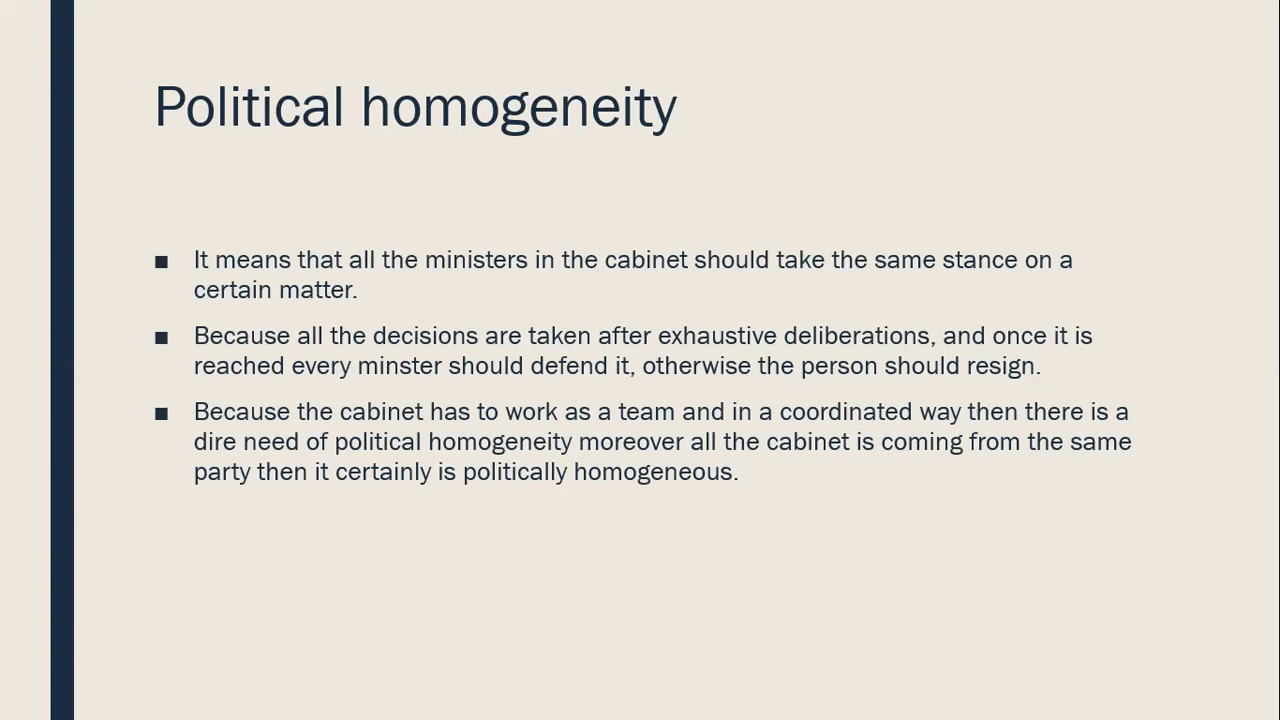 Political homogeneity
■ It means that all the ministers in the cabinet should take the same stance on a
certain matter.
■ Because all the decisions are taken after exhaustive deliberations, and once it is
reached every minster should defend it, otherwise the person should resign.
■ Because the cabinet has to work as a team and in a coordinated way then there is a
dire need of political homogeneity moreover all the cabinet is coming from the same
party then it certainly is politically homogeneous.